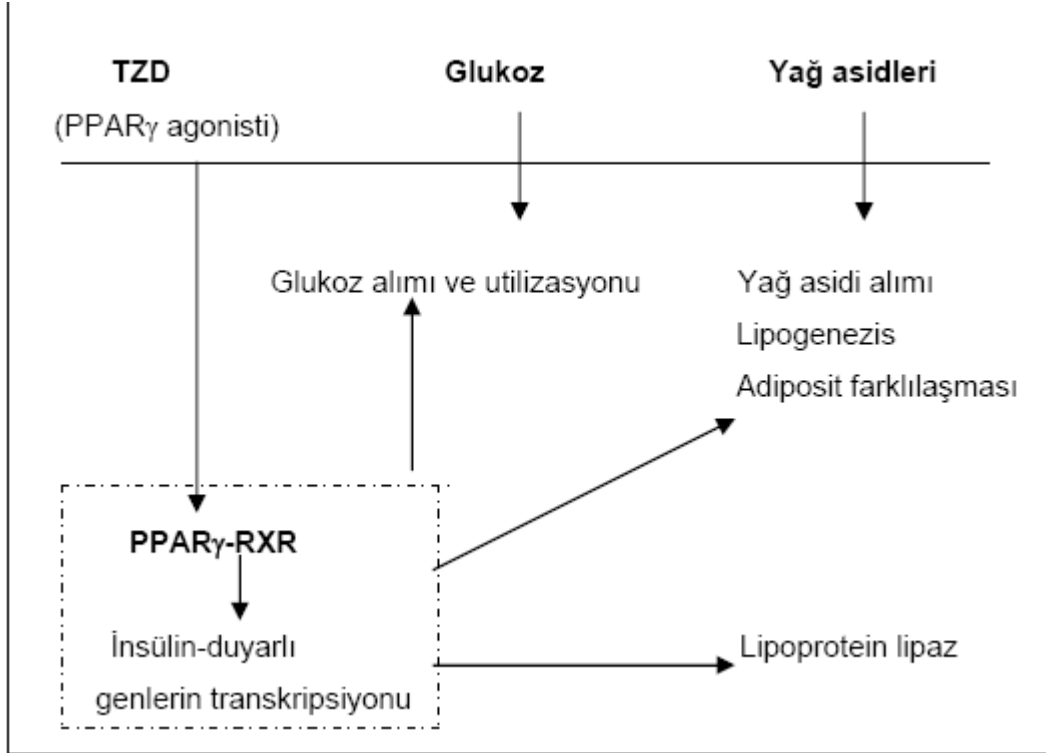 TZD Glukoz Yağ asidleri
(PPARγ agonisti)
Glukoz alımı ve utilizasyonu Yağ asidi alımı
Lipogenezis
Adiposit farklılaşması
PPARγ-RXR
İnsülin-duyarlı Lipoprotein lipaz
genlerin transkripsiyonu